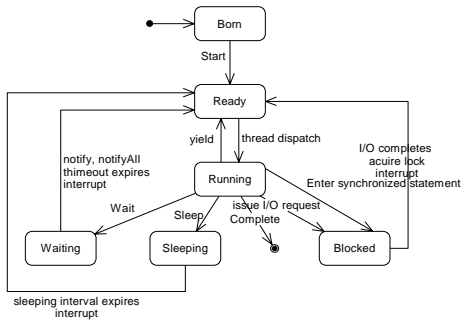 Born
Start
Ready
yield
thread dispatch
notify, notifyAll
thimeout expires
interrupt
I/O completes
acuire lock
interrupt
Running
Enter synchronized statement
Wait
Sleep
issue I/O request
Complete
Waiting
Sleeping
Blocked
sleeping interval expires
interrupt